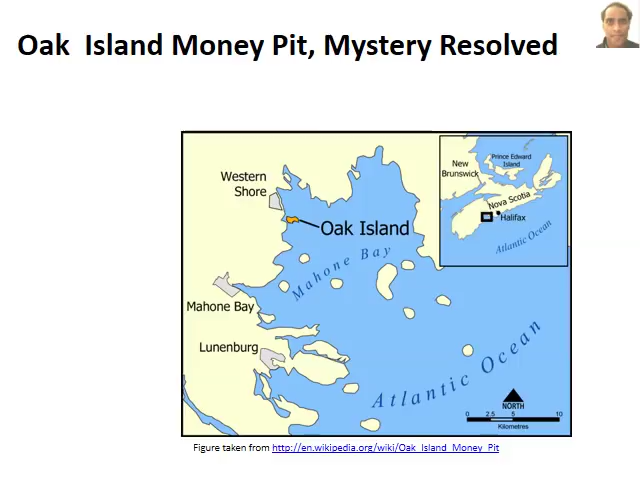 Oak  Island Money Pit, Mystery Resolved
Western
Shore
Oak Island
Mahone Bay
Mahone Bay
Lunenburg
Atlantic Ocean
New
Brunswick
Prince Edward
Island
Nova Scotia
Halifax
Atlantic Ocean
NORTH
0 2.5 5 10
Kilometres
Figure taken from http://en.wikipedia.org/wiki/Oak_Island_Money_Pit